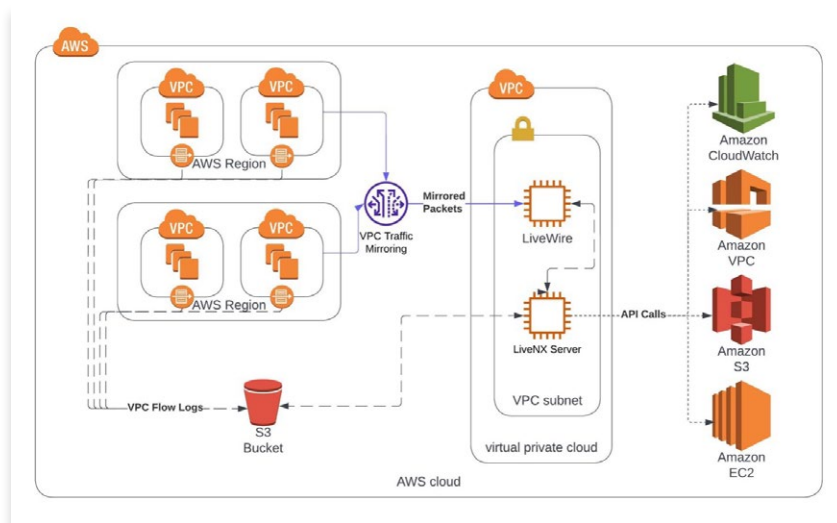 AWS
VPC
VPC
AWS Region
VPC
VPC
AWS Region
VPC Traffic
Mirroring
Mirrored
Packets
VPC
LiveWire
LiveNX Server
VPC subnet
virtual private cloud
API Calls
Amazon
CloudWatch
Amazon
VPC
Amazon
S3
Amazon
EC2
VPC Flow Logs
S3
Bucket
AWS cloud